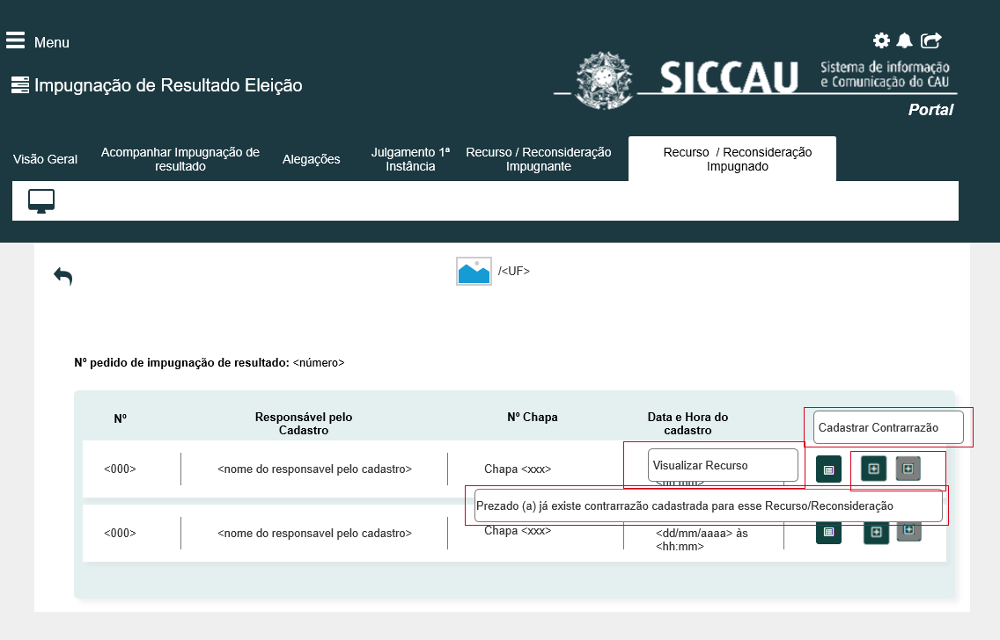 Menu
Impugnação de Resultado Eleição
SICCAU
Sistema de informação
e Comunicação do CAU
Portal
Visão Geral
Acompanhar Impugnação de
resultado
Alegações
Julgamento 1ª
Instância
Recurso / Reconsideração
Impugnante
Recurso / Reconsideração
Impugnado
/<UF>
Nº pedido de impugnação de resultado: <número>
Nº
Responsável pelo
Cadastro
Nº Chapa
Data e Hora do
cadastro
Cadastrar Contrarrazão
<000>
<nome do responsavel pelo cadastro>
Chapa <xxx>
Visualizar Recurso
<hh:mm>
Prezado (a) já existe contrarrazão cadastrada para esse Recurso/Reconsideração
<000>
<nome do responsavel pelo cadastro>
Chapa <xxx>
<dd/mm/aaaa> às
<hh:mm>